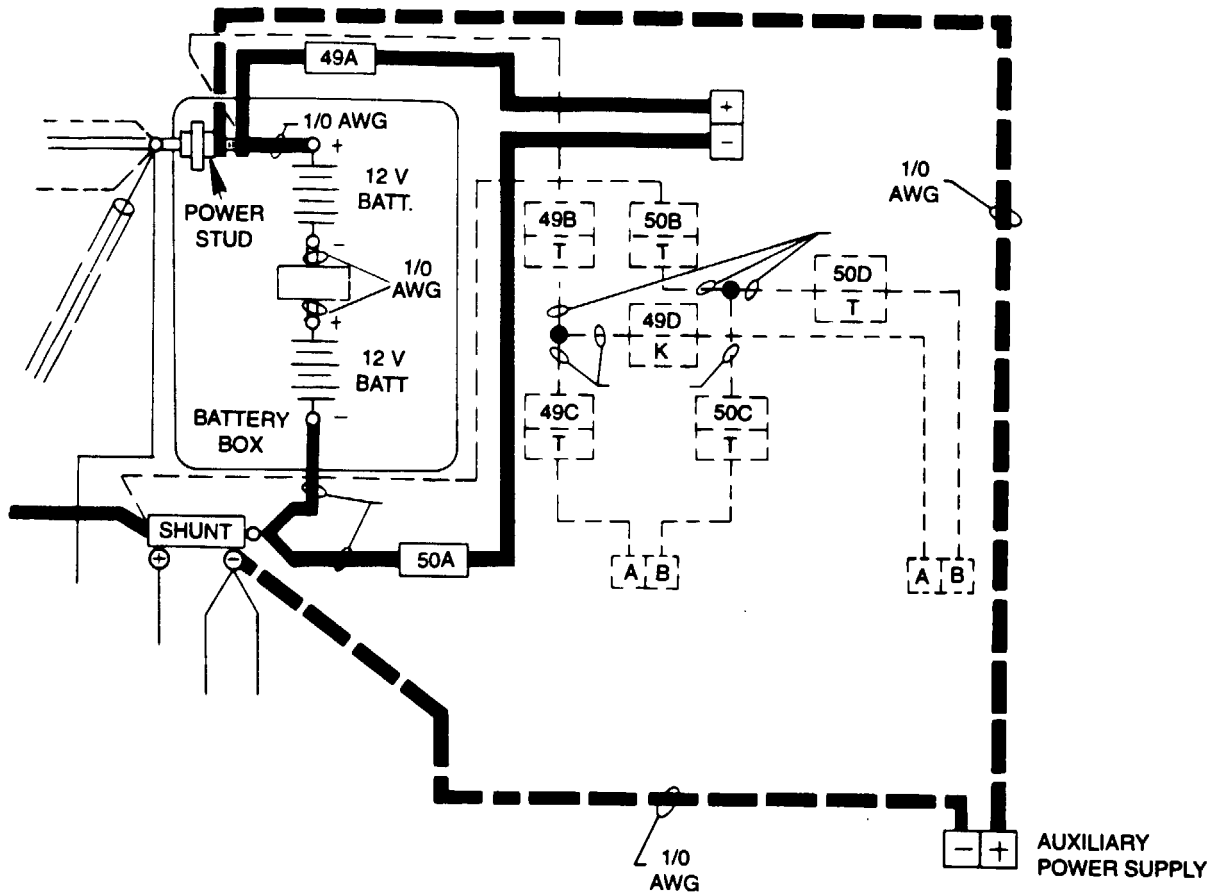 49A
1/0 AWG
+
+
-
12 V
BATT.
POWER
STUD
-
1/0
AWG
+
12 V
BATT
BATTERY
BOX
-
49B
T
50B
T
1/0
AWG
50D
T
49D
K
49C
T
50C
T
SHUNT
+
-
50A
A B
A B
1/0
AWG
- +
AUXILIARY
POWER SUPPLY